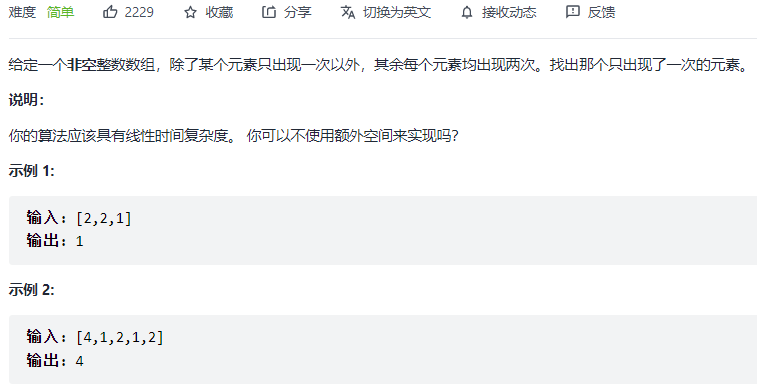 难度 简单 2229 收藏 分享 切换为英文 接收动态 反馈
给定一个非空整数数组，除了某个元素只出现一次以外，其余每个元素均出现两次。找出那个只出现了一次的元素。
说明：
你的算法应该具有线性时间复杂度。 你可以不使用额外空间来实现吗？
示例 1:
输入: [2,2,1]
输出: 1
示例 2:
输入: [4,1,2,1,2]
输出: 4